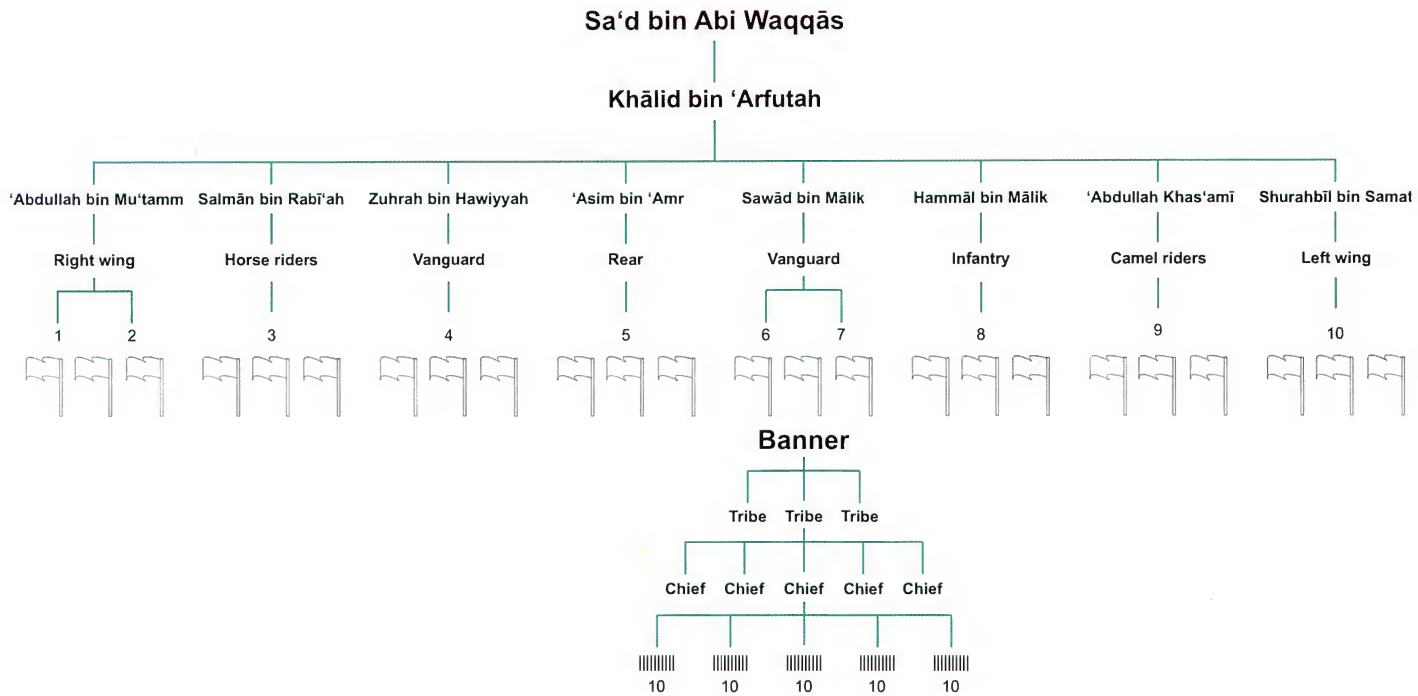 Sa‘d bin Abi Waqqās
Khālid bin ‘Arfutah
‘Abdullah bin Mu‘tamm Salmān bin Rabī‘ah Zuhrah bin Hawiyyah ‘Asim bin ‘Amr Sawād bin Mālik Hammāl bin Mālik ‘Abdullah Khas‘amī Shurahbīl bin Samat
Right wing Horse riders Vanguard Rear Vanguard Infantry Camel riders Left wing
1 2 3 4 5 6 7 8 9 10
Banner
Tribe Tribe Tribe
Chief Chief Chief Chief Chief
10 10 10 10 10